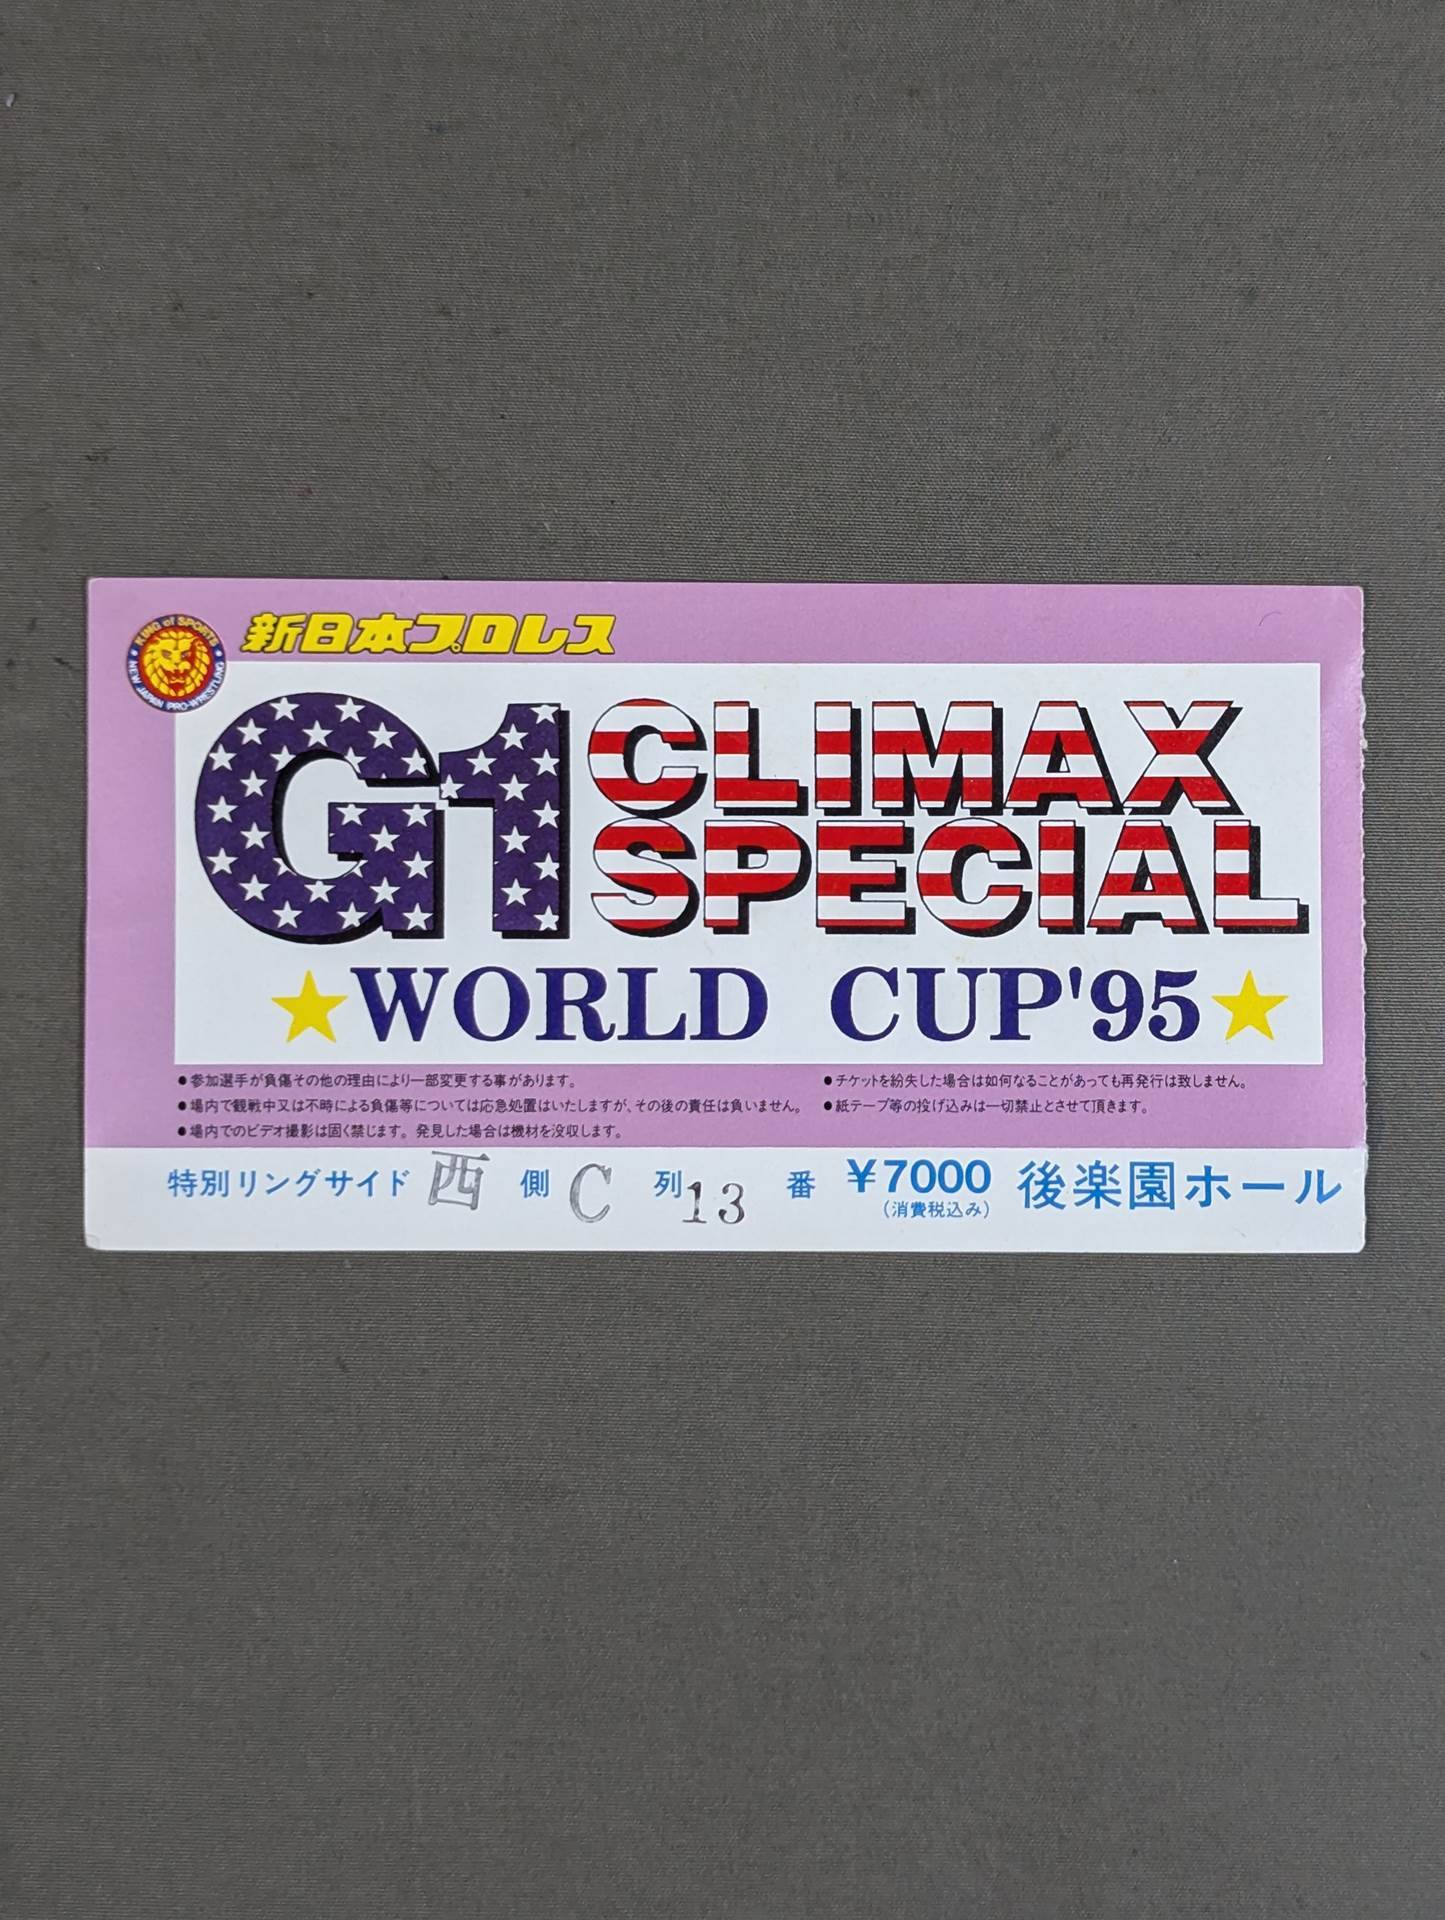 KING of SPORTS
NEW JAPAN PRO-WRESTLING
新日本プロレス
G1 CLIMAX
SPECIAL
★WORLD CUP'95★
●参加選手が負傷その他の理由により一部変更する事があります。
●場内で観戦中又は不時による負傷等については応急処置はいたしますが、その後の責任は負いません。
●場内でのビデオ撮影は固く禁じます。発見した場合は機材を没収します。
●チケットを紛失した場合は如何なることがあっても再発行は致しません。
●紙テープ等の投げ込みは一切禁止とさせて頂きます。
特別リングサイド 西 側 C 列 13 番 ¥7000 後楽園ホール
(消費税込み)